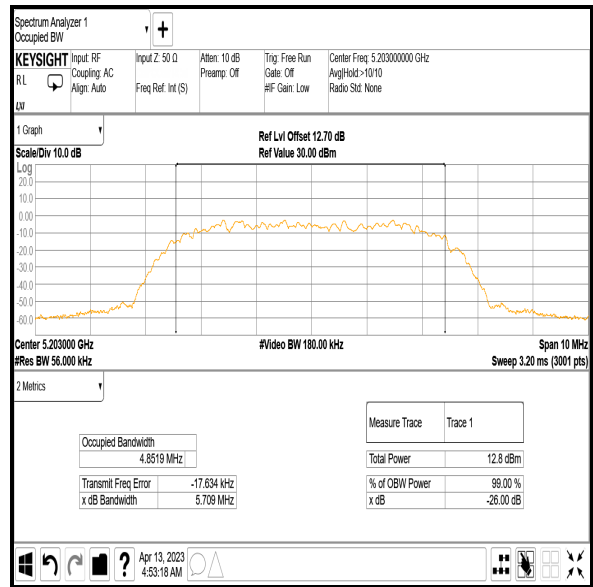 Spectrum Analyzer 1
Occupied BW
KEYSIGHT
R L
LXI
Input: RF
Coupling: AC
Align: Auto
Input Z: 50 Ω
Freq Ref: Int (S)
Atten: 10 dB
Preamp: Off
Trig: Free Run
Gate: Off
#IF Gain: Low
Center Freq: 5.203000000 GHz
Avg|Hold:>10/10
Radio Std: None
1 Graph
Scale/Div 10.0 dB
Ref Lvl Offset 12.70 dB
Ref Value 30.00 dBm
Log
20.0
10.0
0.00
-10.0
-20.0
-30.0
-40.0
-50.0
-60.0
Center 5.203000 GHz
#Video BW 180.00 kHz
Span 10 MHz
#Res BW 56.000 kHz
Sweep 3.20 ms (3001 pts)
2 Metrics
Occupied Bandwidth
4.8519 MHz
Transmit Freq Error -17.634 kHz
x dB Bandwidth 5.709 MHz
Measure Trace Trace 1
Total Power 12.8 dBm
% of OBW Power 99.00 %
x dB -26.00 dB
?
Apr 13, 2023
4:53:18 AM